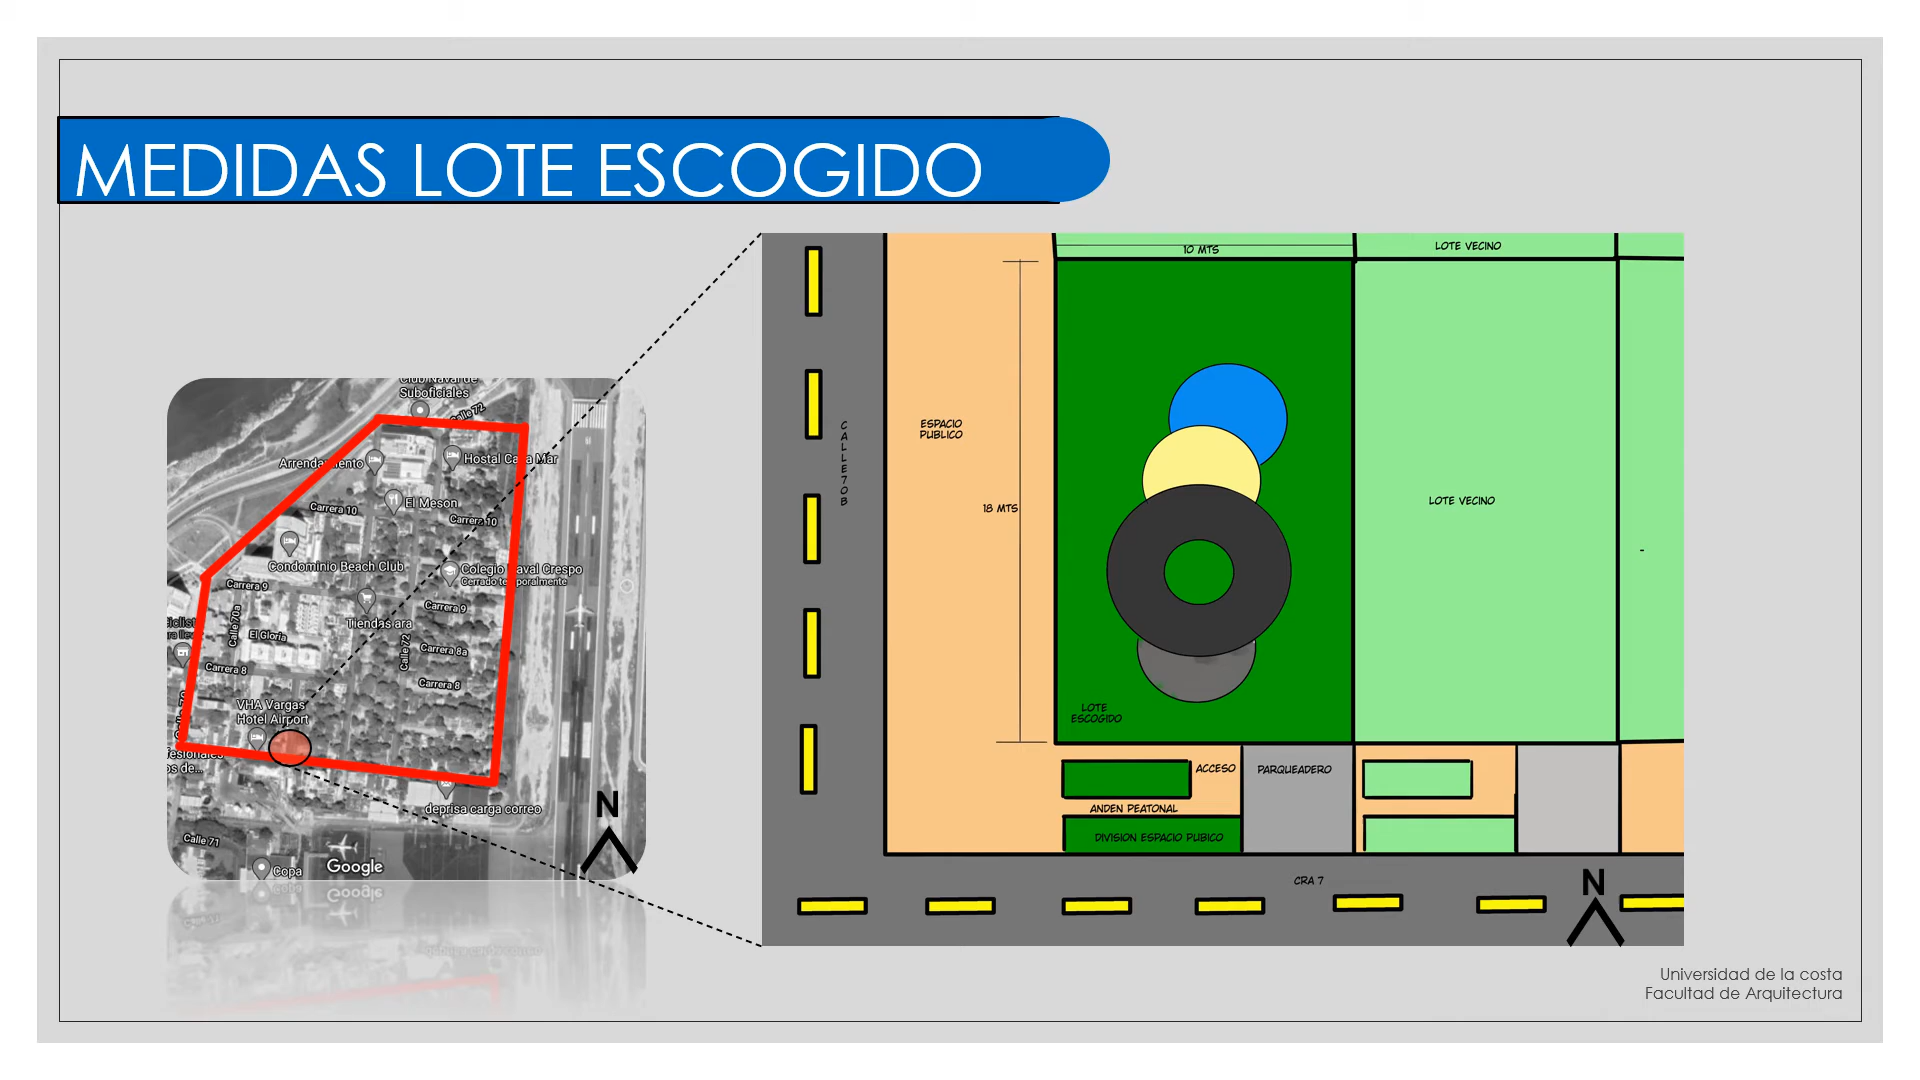 MEDIDAS LOTE ESCOGIDO
Club Naval de
Suboficiales
Calle 72
Arrendamiento
Hostal Casa Mar
El Meson
Carrera 10
Carrera 10
Condominio Beach Club
Colegio Naval Crespo
Cerrado temporalmente
Carrera 9
Carrera 9
Calle 70a
Tiendas ara
El Gloria
Calle 72
Carrera 8a
Carrera 8
Carrera 8
VHA Vargas
Hotel Airport
os de...
deprisa carga correo
Calle 71
Copa
Google
N
10 MTS
LOTE VECINO
ESPACIO
PUBLICO
CALLE70B
18 MTS
LOTE VECINO
LOTE
ESCOGIDO
ACCESO
PARQUEADERO
ANDEN PEATONAL
DIVISION ESPACIO PUBICO
CRA 7
N
Universidad de la costa
Facultad de Arquitectura